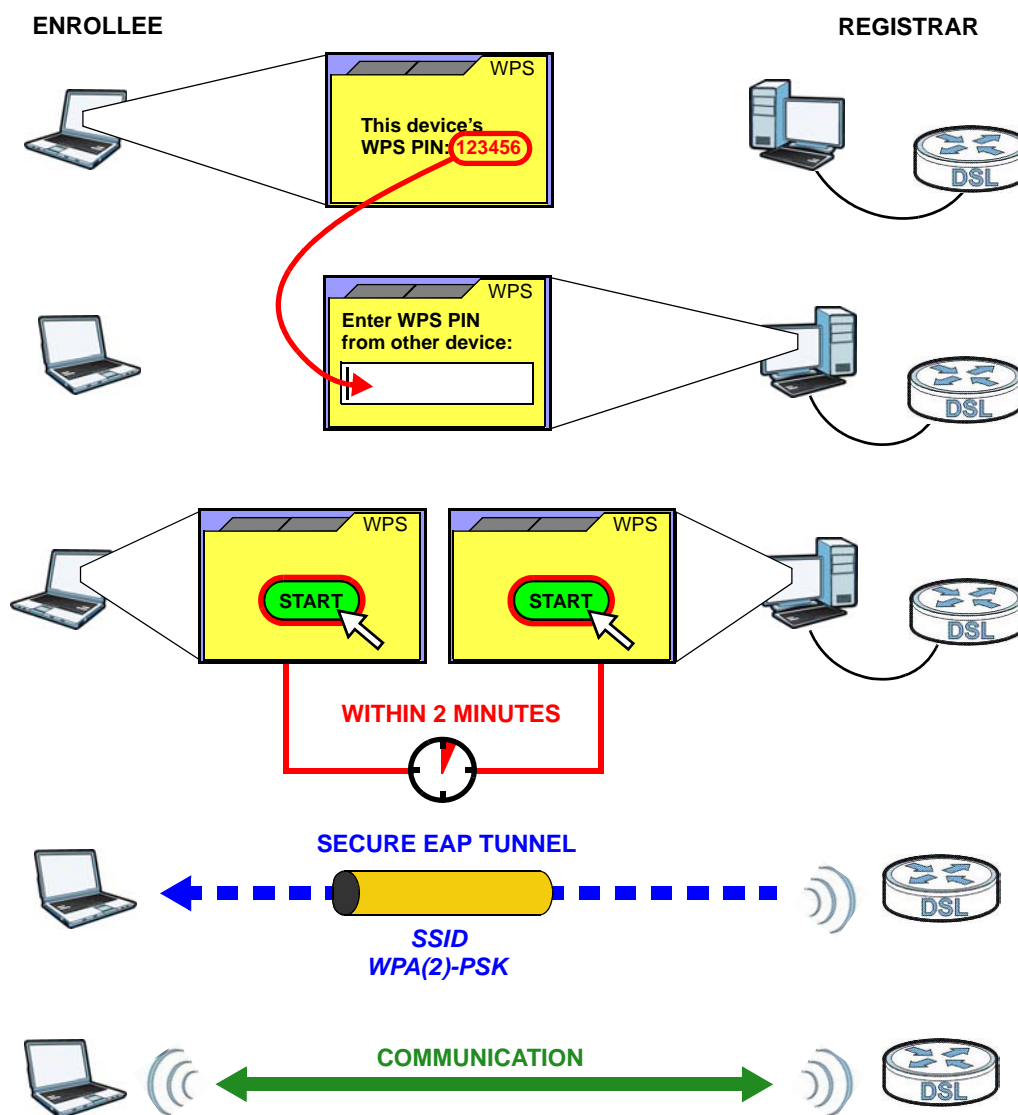 ENROLLEE
REGISTRAR
WPS
This device's
WPS PIN: 123456
DSL
WPS
Enter WPS PIN
from other device:
DSL
WPS
START
WPS
START
DSL
WITHIN 2 MINUTES
SECURE EAP TUNNEL
DSL
SSID
WPA(2)-PSK
COMMUNICATION
DSL